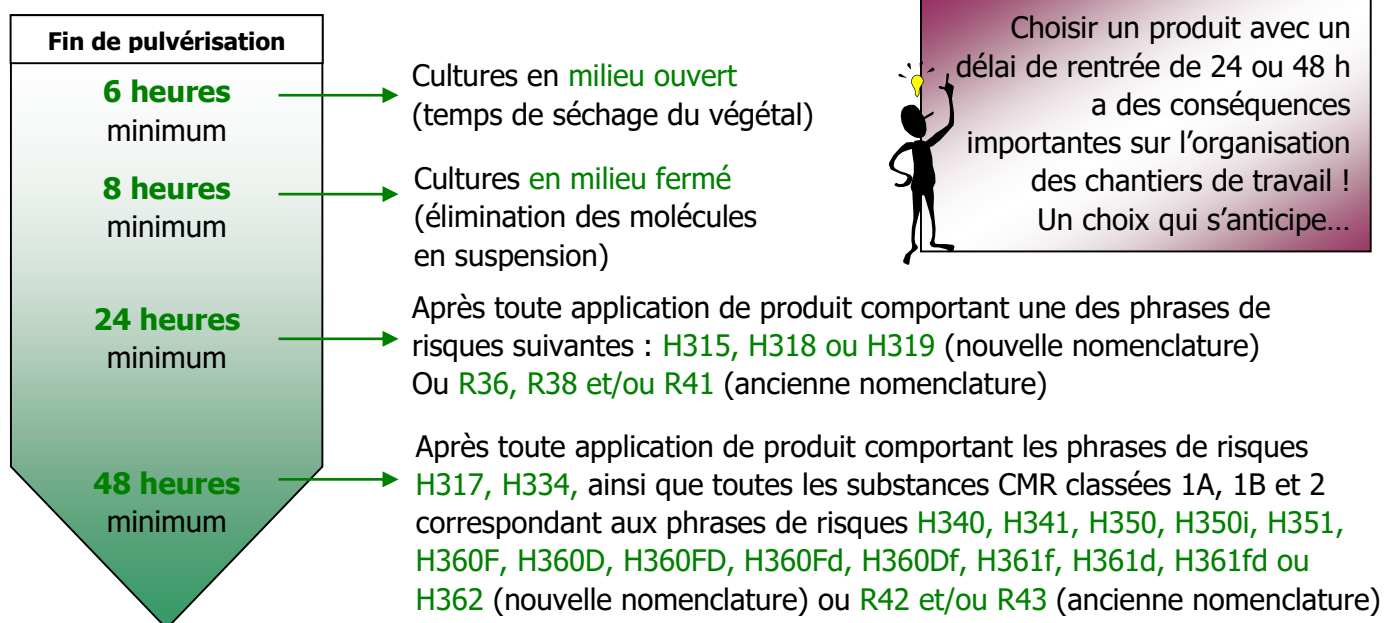 Fin de pulvérisation
6 heures
minimum
Cultures en milieu ouvert
(temps de séchage du végétal)
8 heures
minimum
Cultures en milieu fermé
(élimination des molécules
en suspension)
Choisir un produit avec un
délai de rentrée de 24 ou 48 h
a des conséquences
importantes sur l’organisation
des chantiers de travail !
Un choix qui s’anticipe…
24 heures
minimum
Après toute application de produit comportant une des phrases de
risques suivantes : H315, H318 ou H319 (nouvelle nomenclature)
Ou R36, R38 et/ou R41 (ancienne nomenclature)
48 heures
minimum
Après toute application de produit comportant les phrases de risques
H317, H334, ainsi que toutes les substances CMR classées 1A, 1B et 2
correspondant aux phrases de risques H340, H341, H350, H350i, H351,
H360F, H360D, H360FD, H360Fd, H360Df, H361f, H361d, H361fd ou
H362 (nouvelle nomenclature) ou R42 et/ou R43 (ancienne nomenclature)